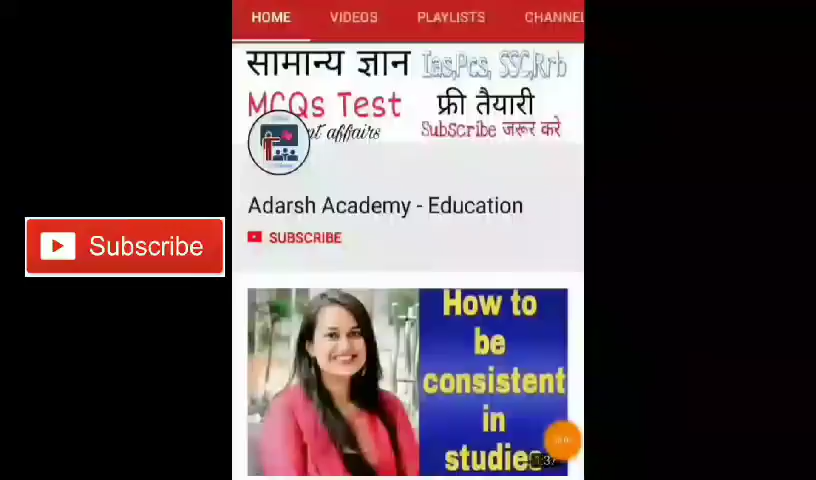 HOME VIDEOS PLAYLISTS CHANNEL
सामान्य ज्ञान Ias,Pcs, SSC,Rrb
MCQs Test फ्री तैयारी
affairs SubScribe जरूर करे
Adarsh Academy - Education
SUBSCRIBE
Subscribe
How to
be
consistent
in
studies